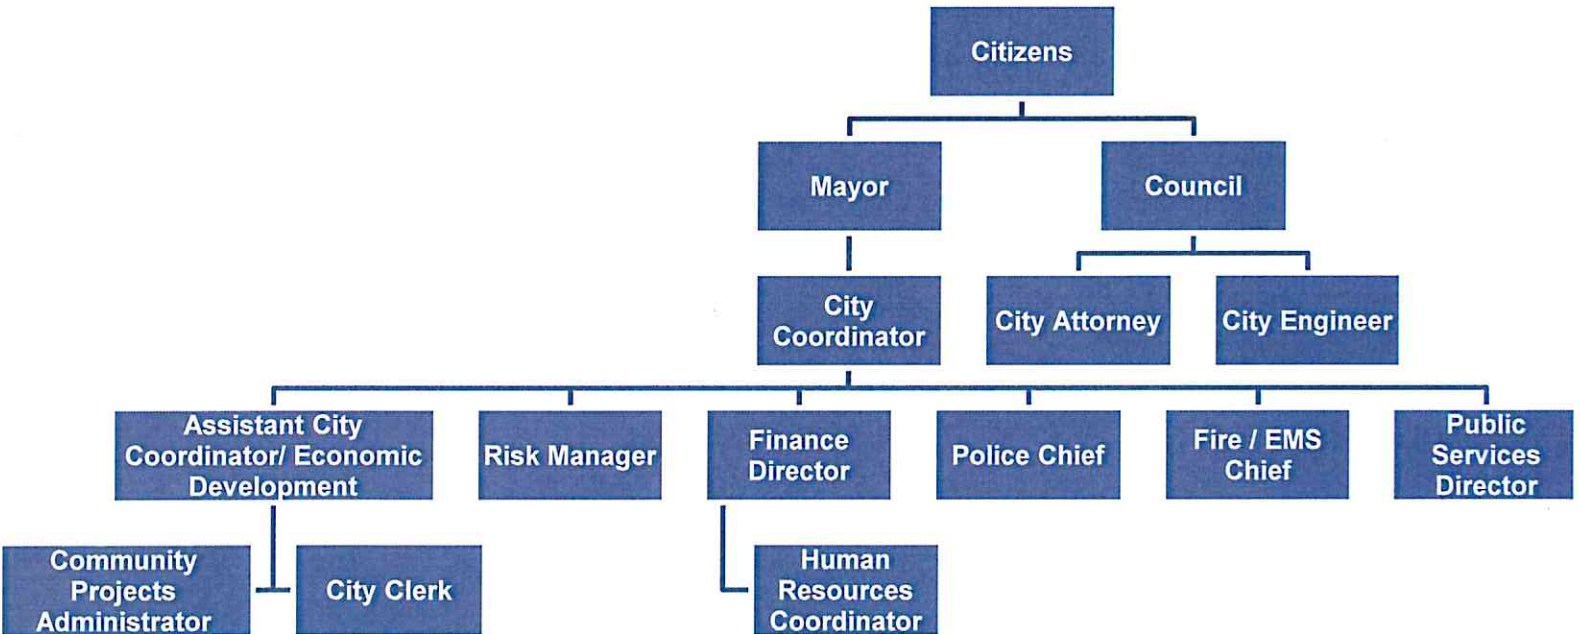 Citizens
Mayor
Council
City
Coordinator
City Attorney
City Engineer
Assistant City
Coordinator/ Economic
Development
Risk Manager
Finance
Director
Police Chief
Fire / EMS
Chief
Public
Services
Director
Community
Projects
Administrator
City Clerk
Human
Resources
Coordinator